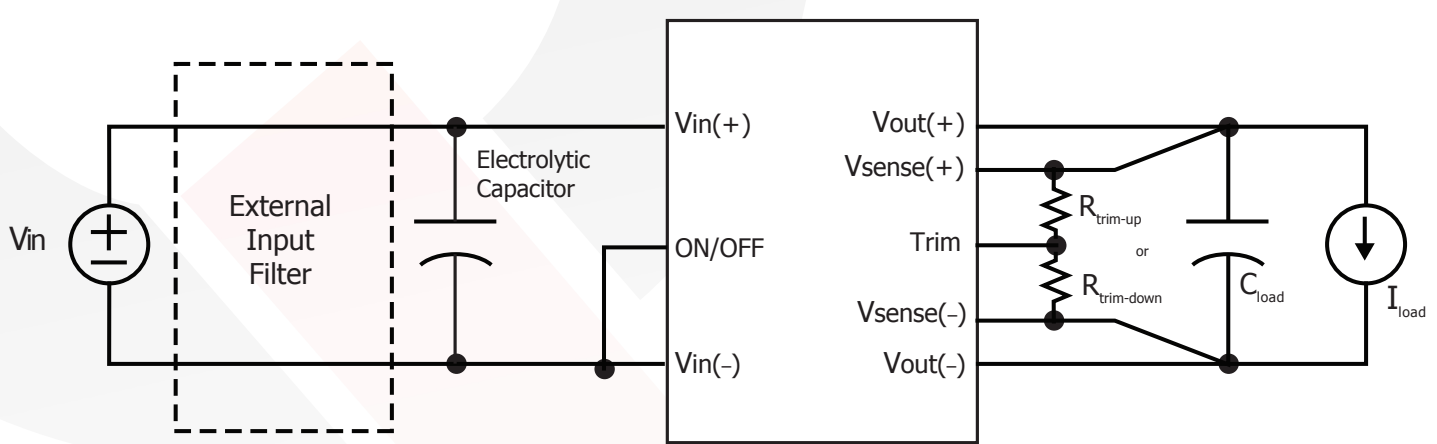 Vin
External
Input
Filter
Electrolytic
Capacitor
Vin(+)
ON/OFF
Vin(–)
Vout(+)
Vsense(+)
Trim
Vsense(–)
Vout(–)
Rtrim-up
or
Rtrim-down
Cload
Iload